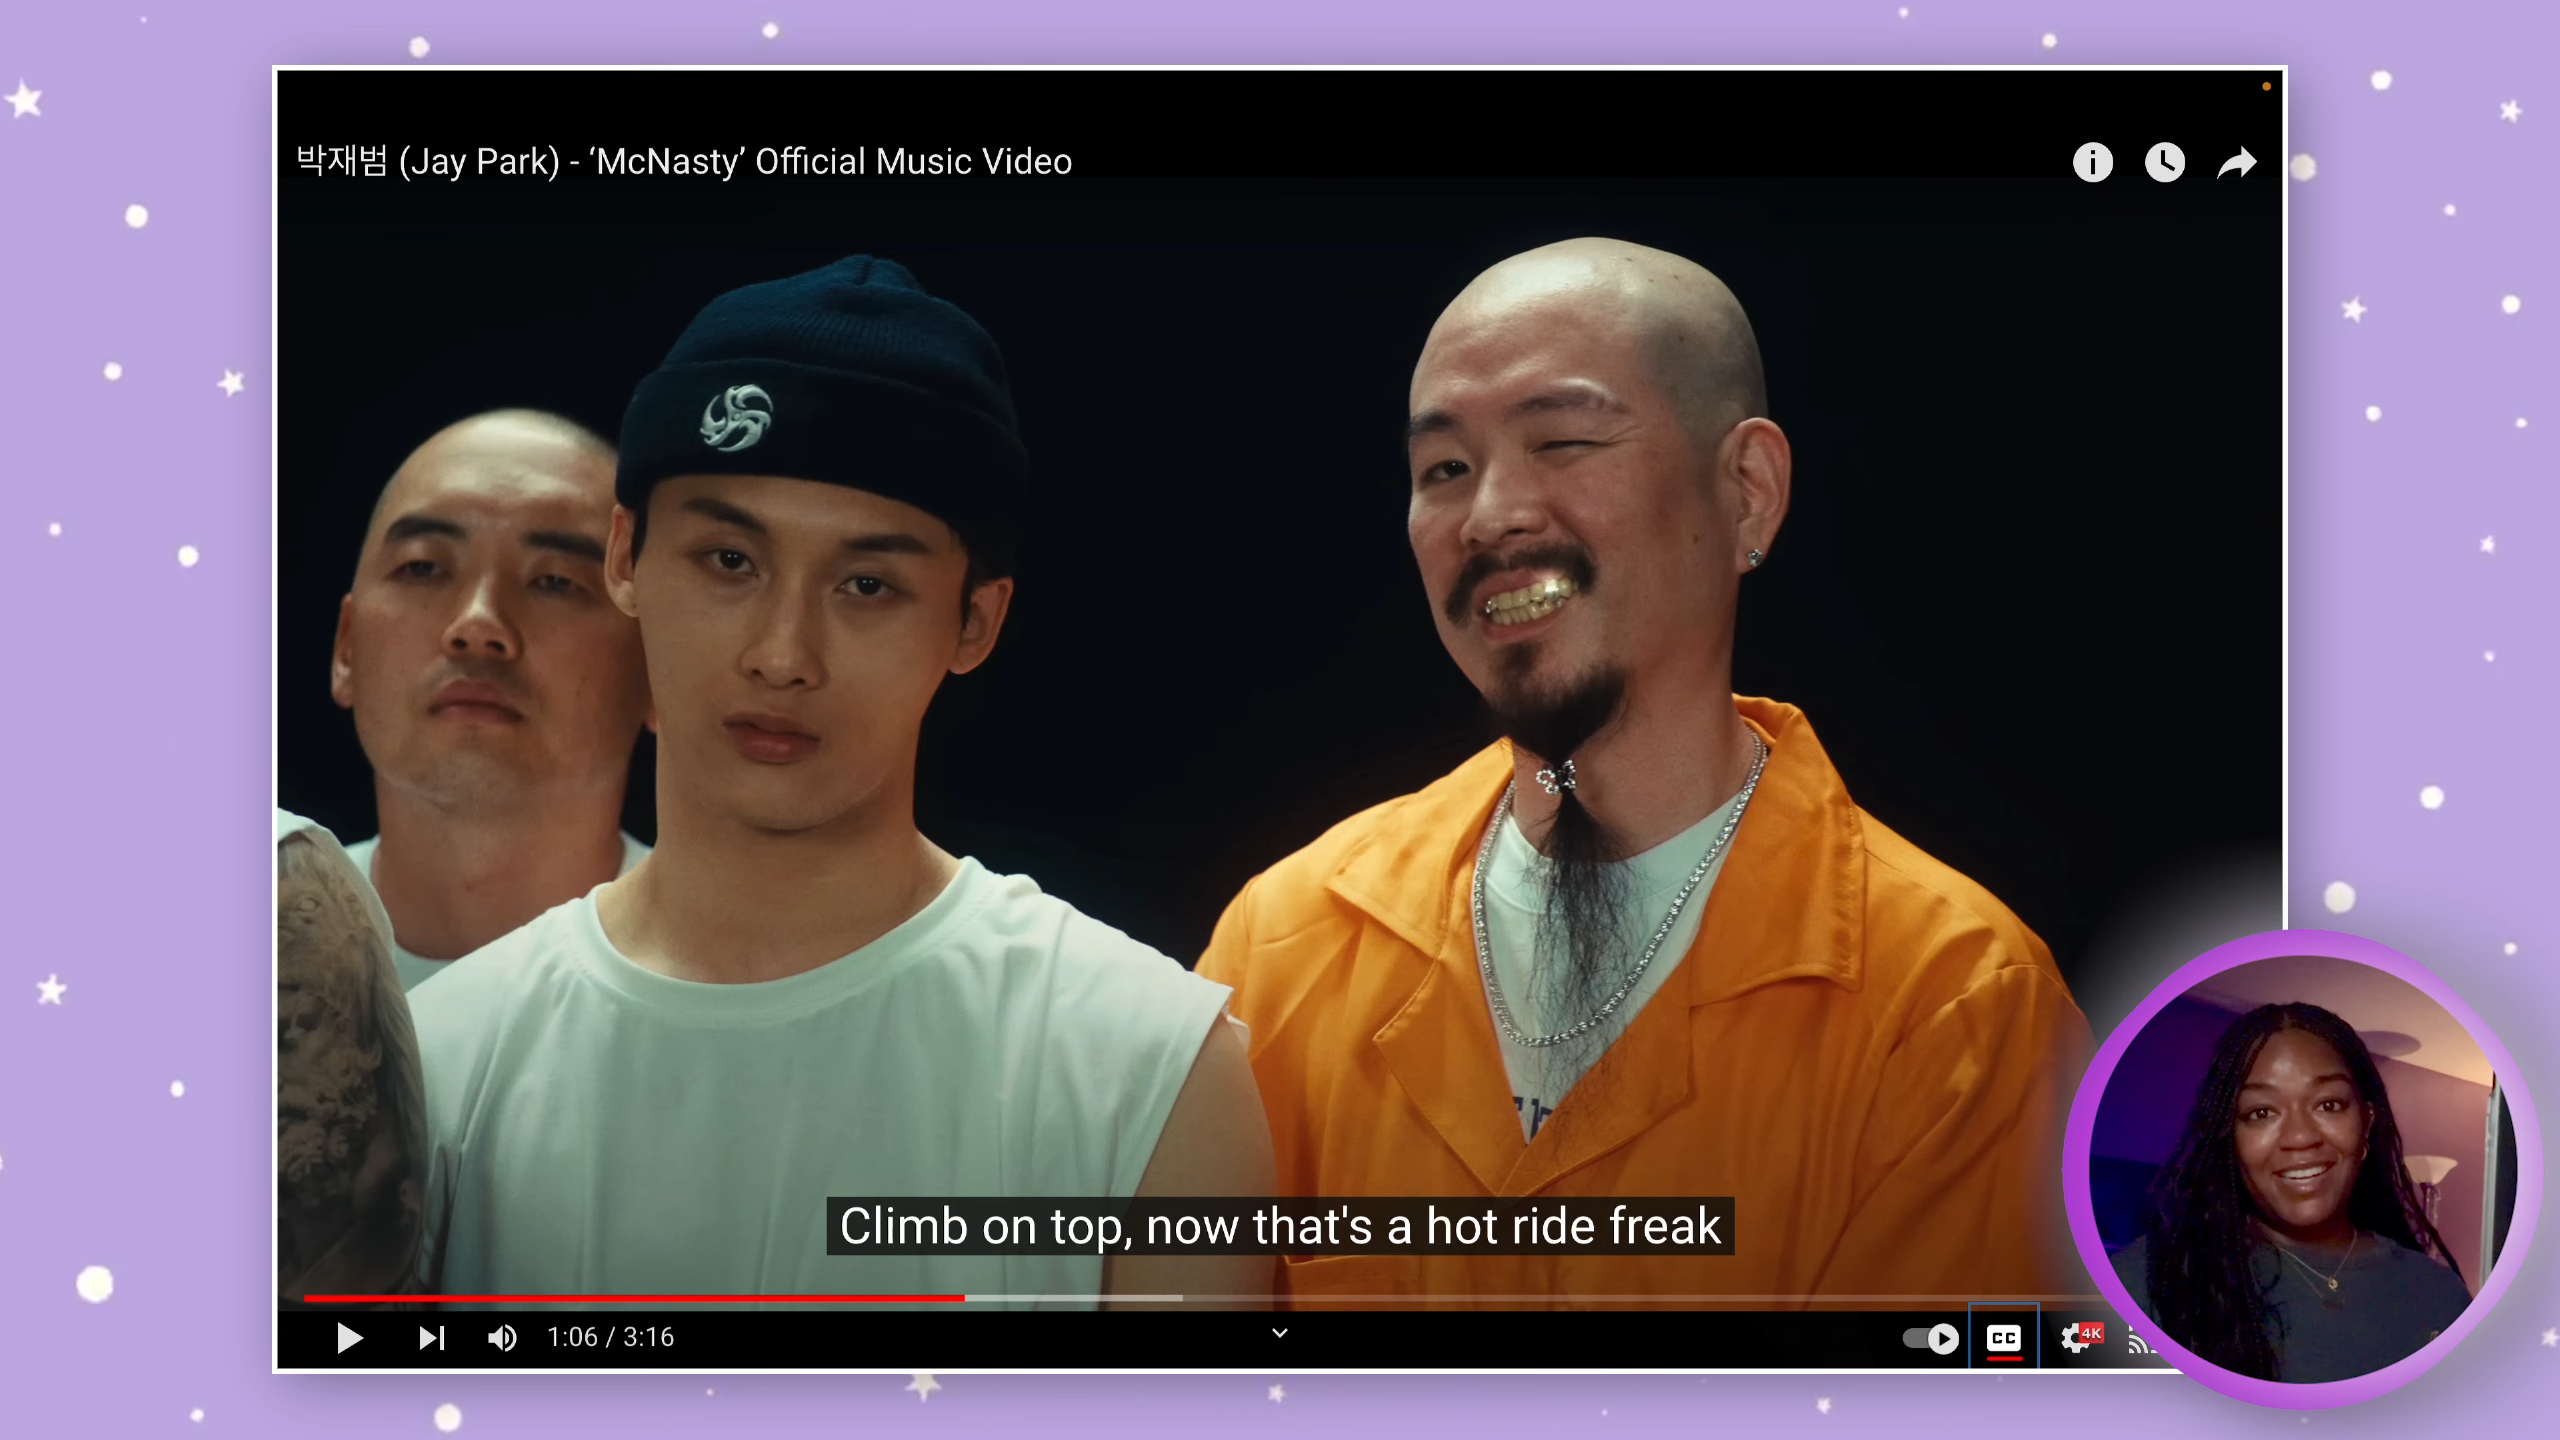 박재범 (Jay Park) - ‘McNasty’ Official Music Video
Climb on top, now that's a hot ride freak
1:06 / 3:16
CC
4K